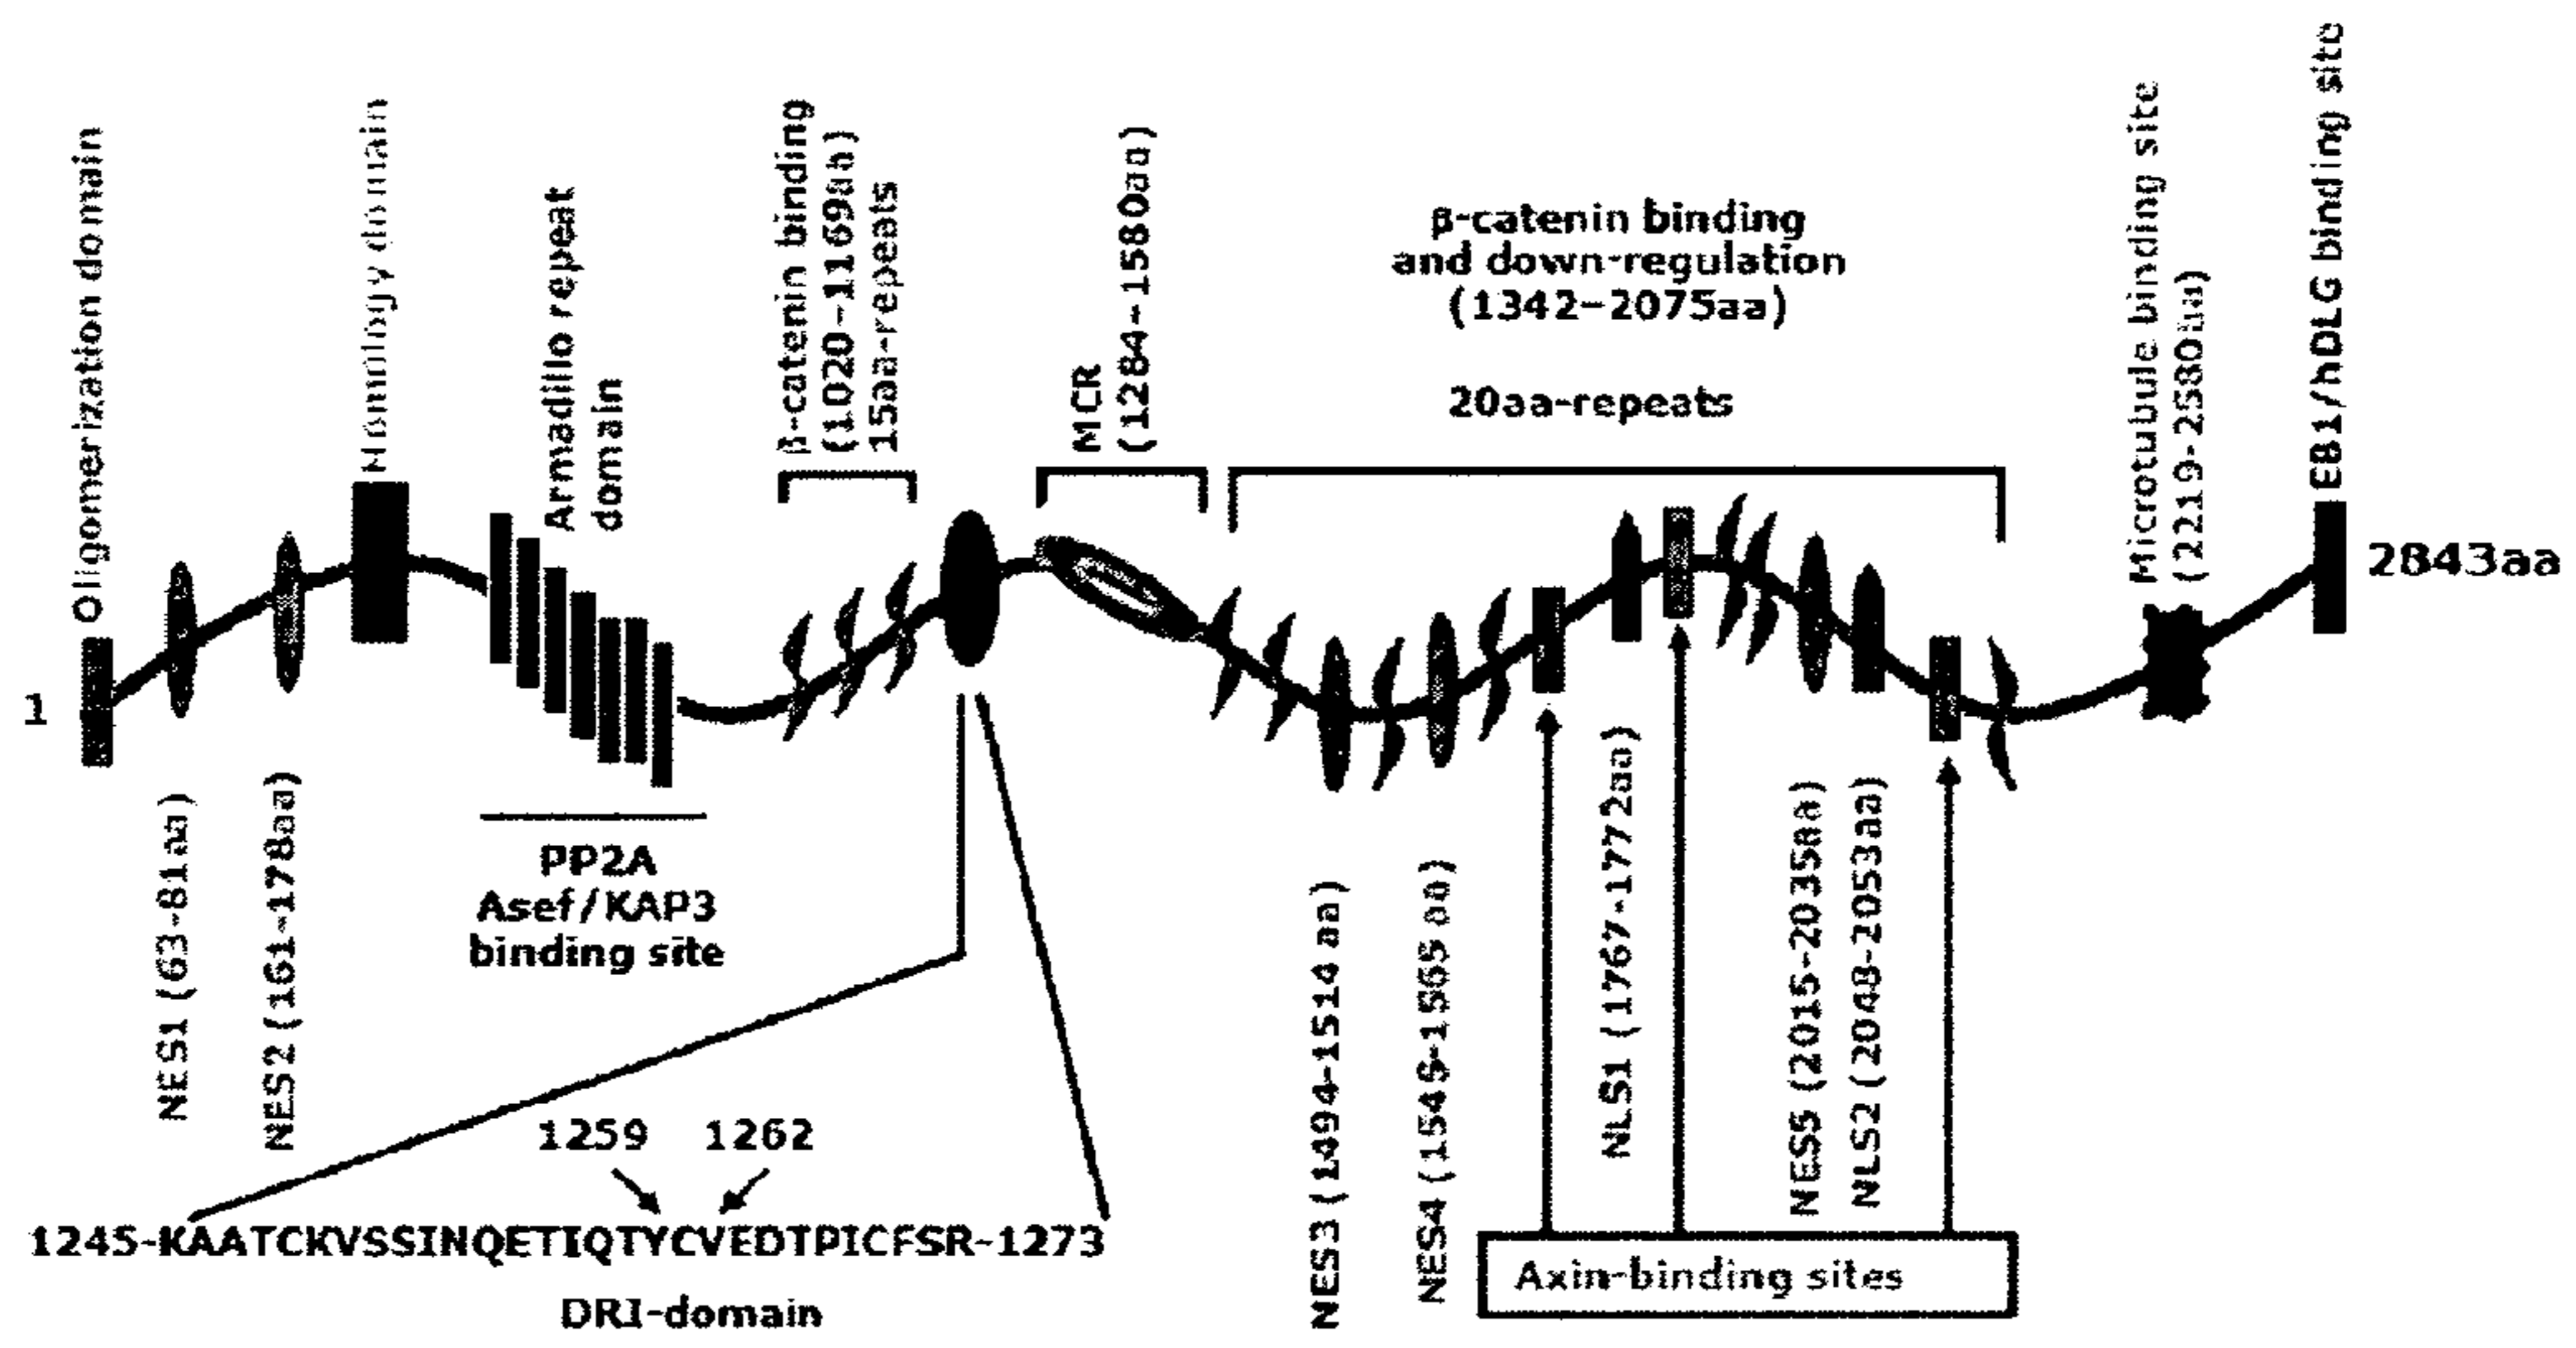 Oligomerization domain
Homology domain
Armadillo repeat
domain
β-catenin binding
(1020-1169aa)
15aa-repeats
MCR
(1284-1580aa)
β-catenin binding
and down-regulation
(1342-2075aa)
20aa-repeats
Microtubule binding site
(2219-2580aa)
EB1/hDLG binding site
1
2843aa
NES1 (63-81aa)
NES2 (161-178aa)
PP2A
Asef/KAP3
binding site
NES3 (1494-1514 aa)
NES4 (1545-1565 aa)
NLS1 (1767-1772aa)
NES5 (2015-2035aa)
NLS2 (2048-2053aa)
Axin-binding sites
1259 1262
1245-KAATCKVSSINQETIQTYCVEDTPICFSR-1273
DRI-domain